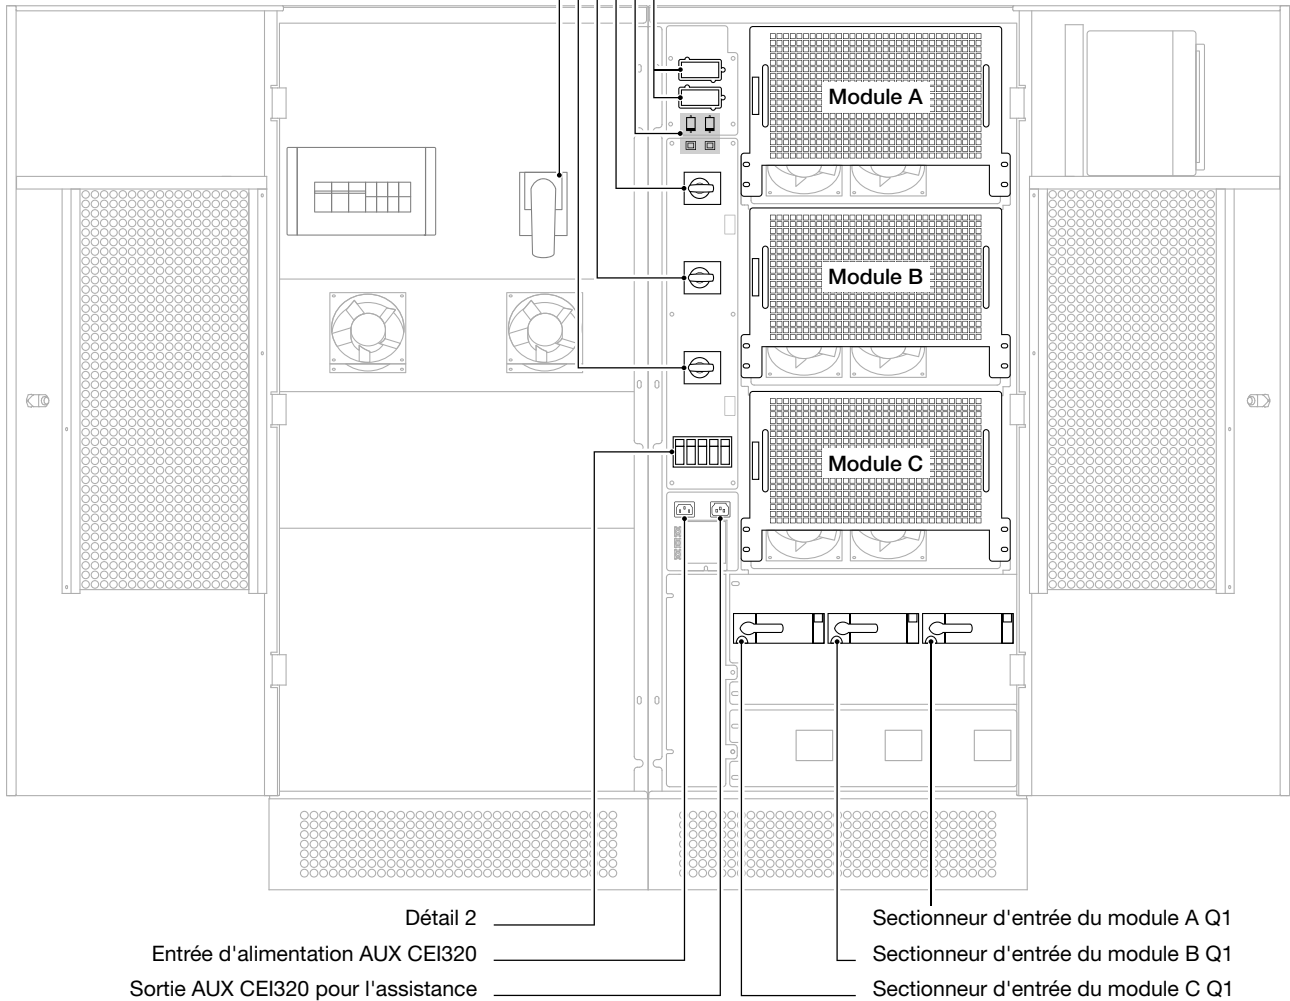 Module A
Module B
Module C
Détail 2
Entrée d'alimentation AUX CEI320
Sortie AUX CEI320 pour l'assistance
Sectionneur d'entrée du module A Q1
Sectionneur d'entrée du module B Q1
Sectionneur d'entrée du module C Q1